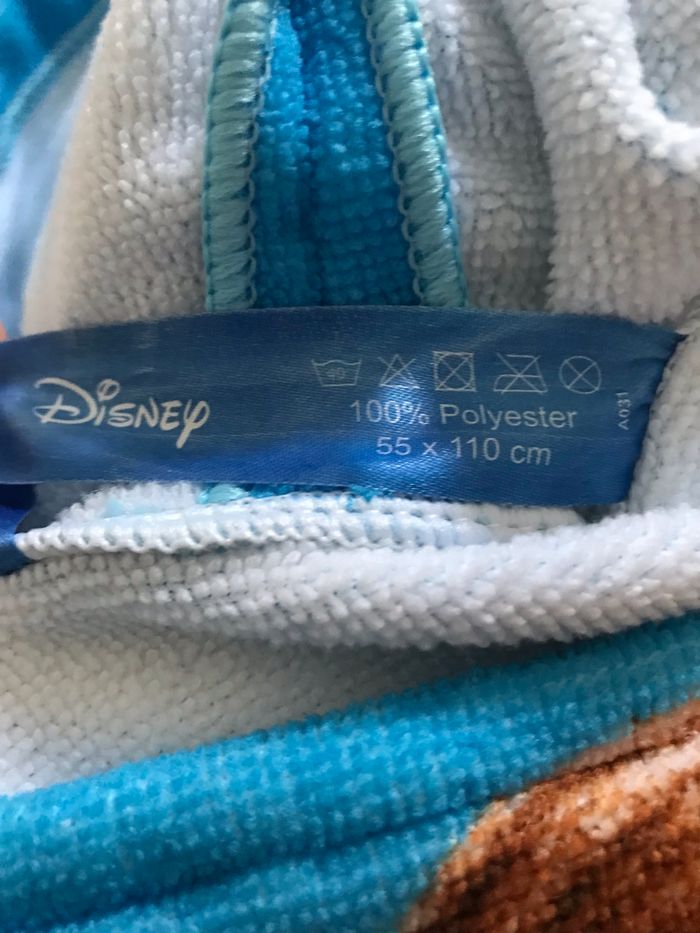 Disney
100% Polyester
55 x 110 cm
A031